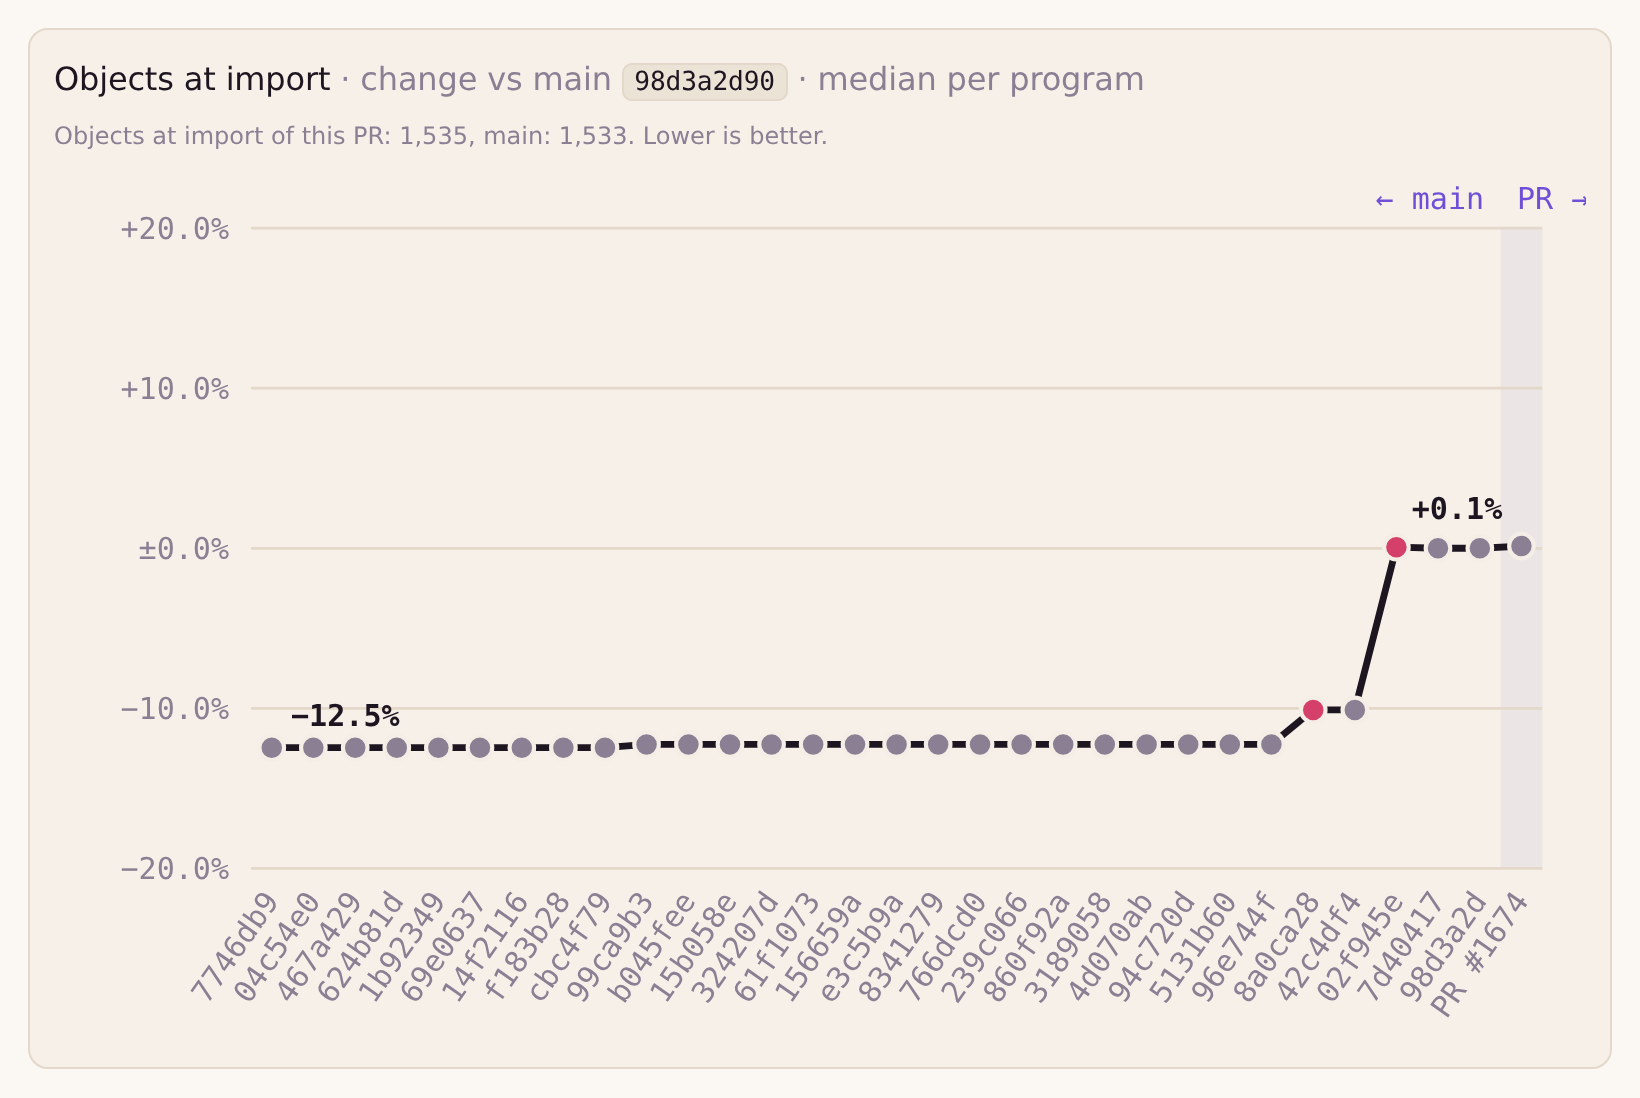 Objects at import · change vs main 98d3a2d90 · median per program
Objects at import of this PR: 1,535, main: 1,533. Lower is better.
← main PR →
+20.0%
+10.0%
±0.0%
−10.0%
−20.0%
+0.1%
−12.5%
7746db9
04c54e0
467a429
624b81d
1b92349
69e0637
14f2116
f183b28
cbc4f79
99ca9b3
b045fee
15b058e
324207d
61f1073
156659a
e3c5b9a
8341279
766dcd0
239c066
860f92a
3189058
4d070ab
94c720d
5131b60
96e744f
8a0ca28
42c4df4
02f945e
7d40417
98d3a2d
PR #1674